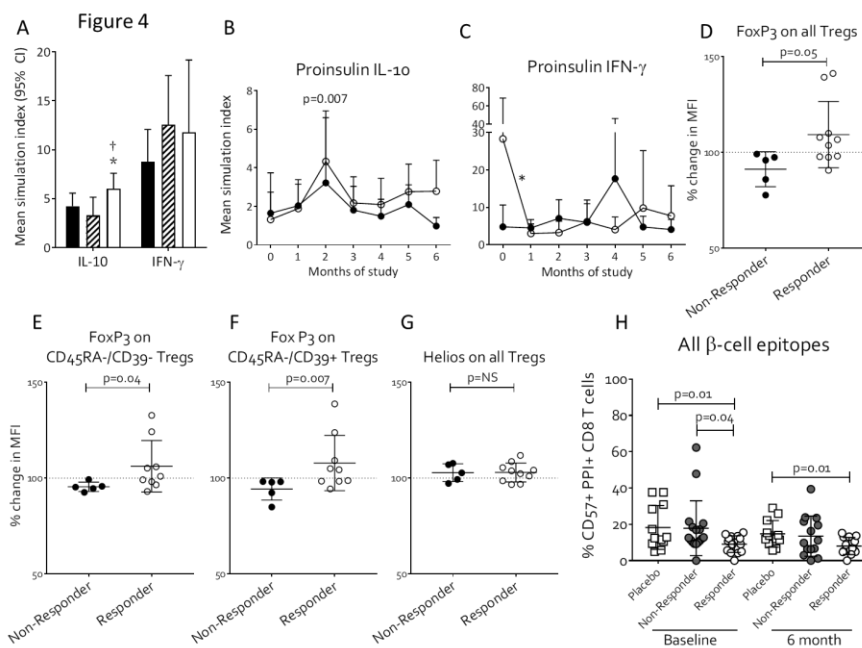 Figure 4
A
Mean simulation index (95% CI)
20
15
10
5
0
†
*
IL-10
IFN-γ
B
Proinsulin IL-10
Mean simulation index
10
8
6
4
2
0
p=0.007
0 1 2 3 4 5 6
Months of study
C
Proinsulin IFN-γ
80
60
40
30
20
10
0
*
0 1 2 3 4 5 6
Months of study
D
FoxP3 on all Tregs
p=0.05
% change in MFI
150
100
50
Non-Responder
Responder
E
FoxP3 on
CD45RA-/CD39- Tregs
p=0.04
% change in MFI
150
100
50
Non-Responder
Responder
F
Fox P3 on
CD45RA-/CD39+ Tregs
p=0.007
150
100
50
Non-Responder
Responder
G
Helios on all Tregs
p=NS
150
100
50
Non-Responder
Responder
H
All β-cell epitopes
% CD57+ PPI+ CD8 T cells
100
80
60
40
20
0
p=0.01
p=0.04
p=0.01
Placebo
Non-Responder
Responder
Placebo
Non-Responder
Responder
Baseline
6 month